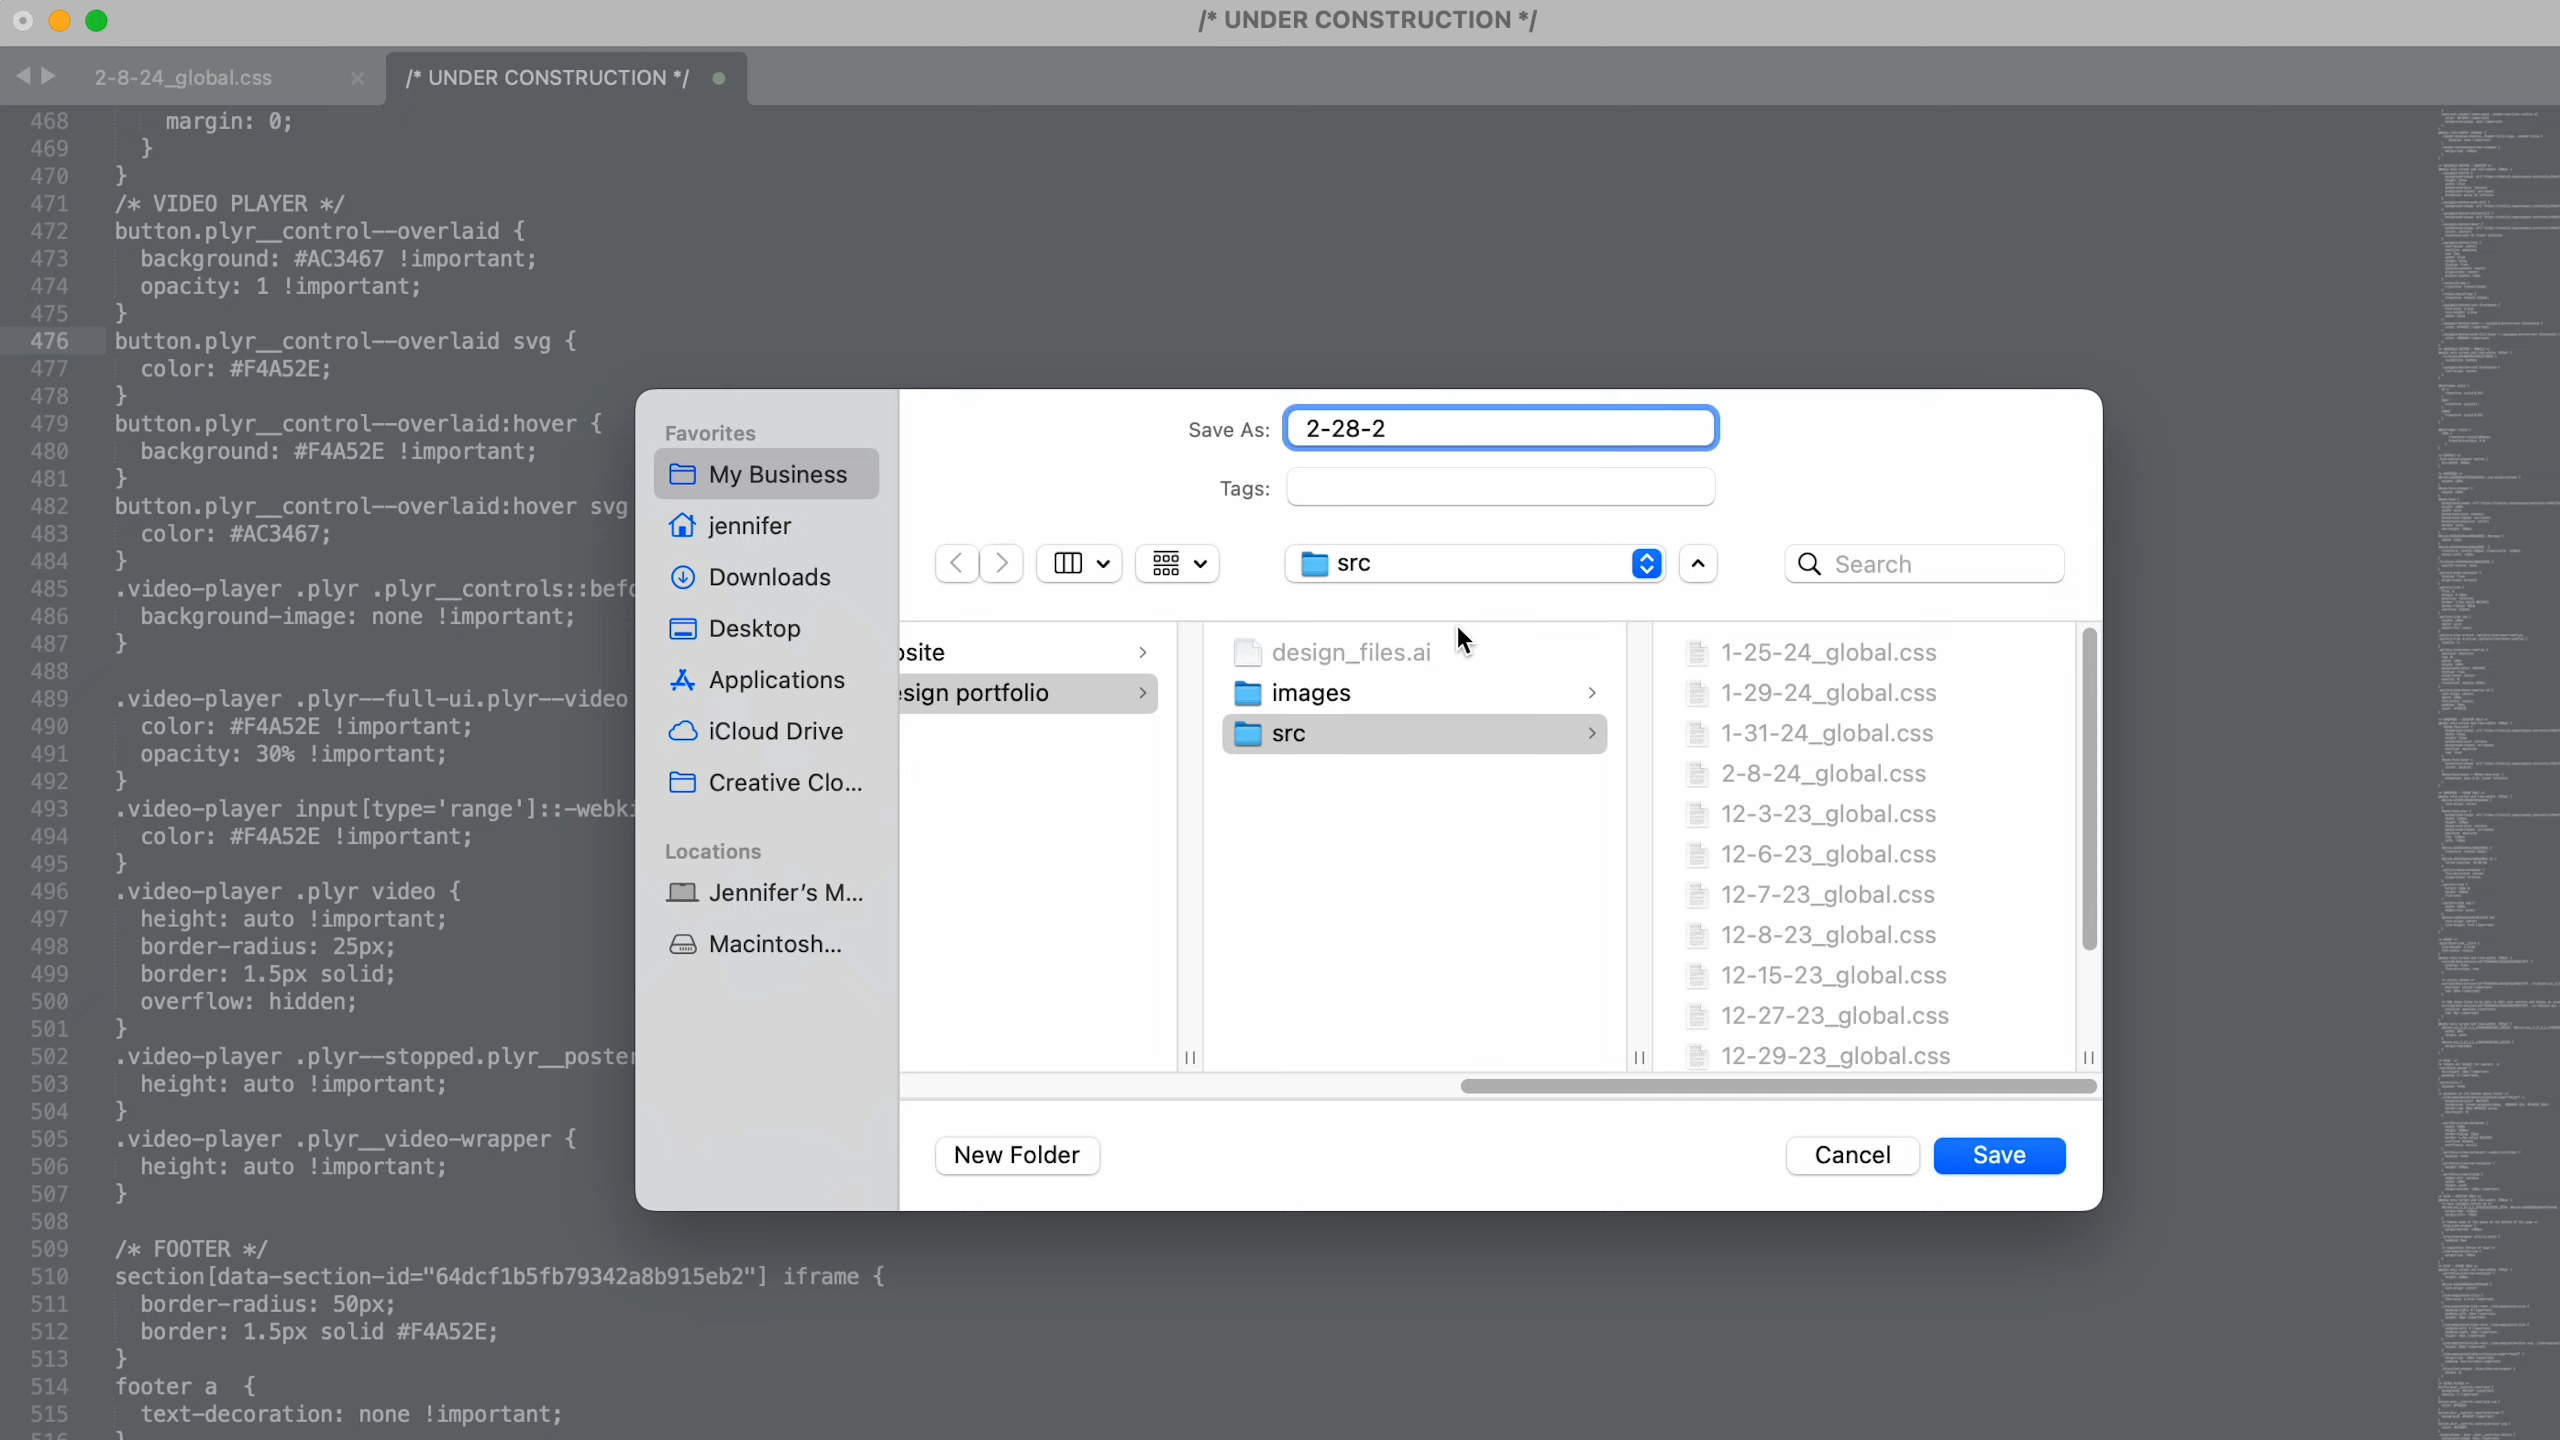 /* UNDER CONSTRUCTION */
2-8-24_global.css
/* UNDER CONSTRUCTION */
468 margin: 0;
469 }
470 }
471 /* VIDEO PLAYER */
472 button.plyr__control--overlaid {
473 background: #AC3467 !important;
474 opacity: 1 !important;
475 }
476 button.plyr__control--overlaid svg {
477 color: #F4A52E;
478 }
479 button.plyr__control--overlaid:hover {
480 background: #F4A52E !important;
481 }
482 button.plyr__control--overlaid:hover svg
483 color: #AC3467;
484 }
485 .video-player .plyr .plyr__controls::befo
486 background-image: none !important;
487 }
488
489 .video-player .plyr--full-ui.plyr--video
490 color: #F4A52E !important;
491 opacity: 30% !important;
492 }
493 .video-player input[type='range']::-webki
494 color: #F4A52E !important;
495 }
496 .video-player .plyr video {
497 height: auto !important;
498 border-radius: 25px;
499 border: 1.5px solid;
500 overflow: hidden;
501 }
502 .video-player .plyr--stopped.plyr__poster
503 height: auto !important;
504 }
505 .video-player .plyr__video-wrapper {
506 height: auto !important;
507 }
508
509 /* FOOTER */
510 section[data-section-id="64dcf1b5fb79342a8b915eb2"] iframe {
511 border-radius: 50px;
512 border: 1.5px solid #F4A52E;
513 }
514 footer a {
515 text-decoration: none !important;
516 }
Favorites
My Business
jennifer
Downloads
Desktop
Applications
iCloud Drive
Creative Clo...
Locations
Jennifer's M...
Macintosh...
Save As: 2-28-2
Tags:
src
Search
osite
esign portfolio
design_files.ai
images
src
1-25-24_global.css
1-29-24_global.css
1-31-24_global.css
2-8-24_global.css
12-3-23_global.css
12-6-23_global.css
12-7-23_global.css
12-8-23_global.css
12-15-23_global.css
12-27-23_global.css
12-29-23_global.css
New Folder
Cancel
Save